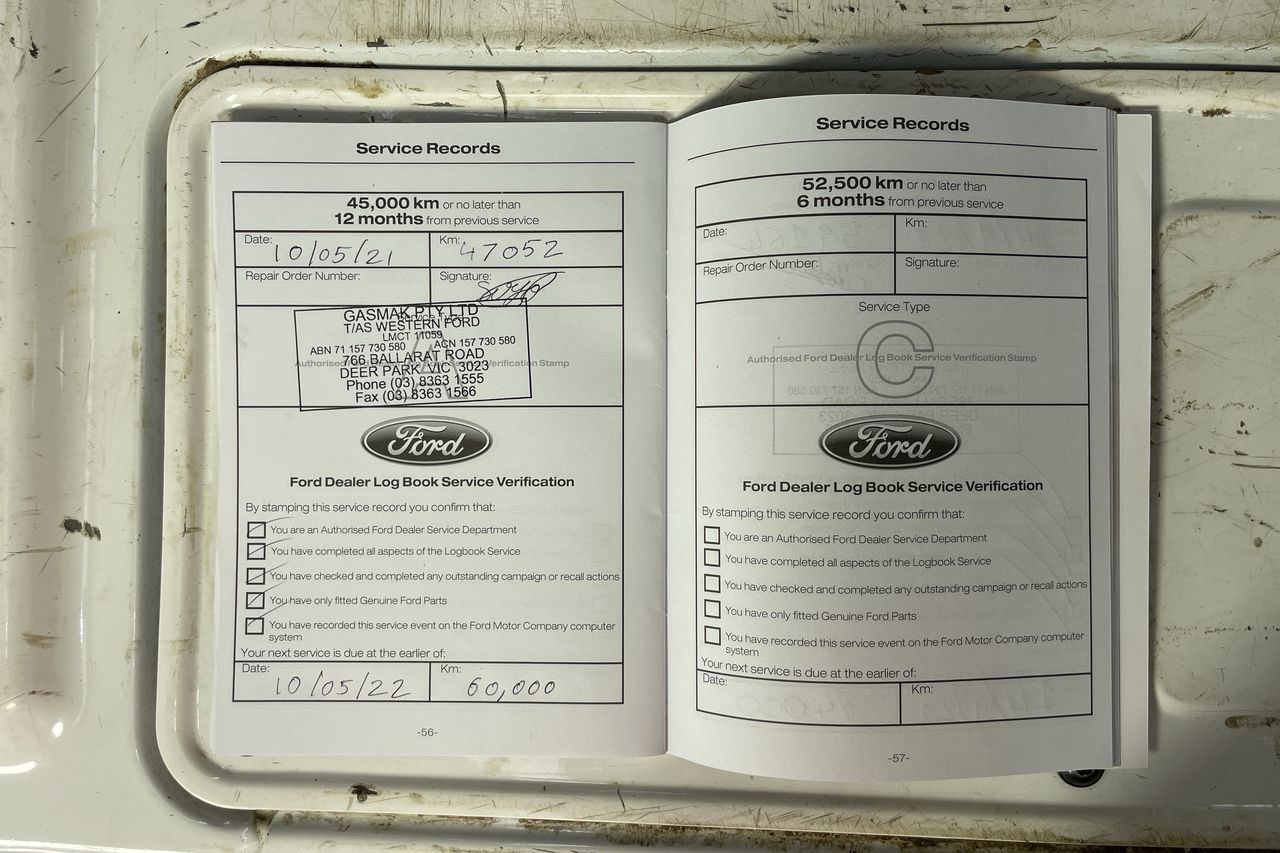 Service Records
45,000 km or no later than
12 months from previous service
Date: 10/05/21
Km: 47052
Repair Order Number:
Signature:
GASMAK PTY LTD
T/AS WESTERN FORD
LMCT 11059
ABN 71 157 730 580 ACN 157 730 580
766 BALLARAT ROAD
DEER PARK VIC 3023
Phone (03) 8363 1555
Fax (03) 8363 1566
Service Type
A
Authorised Ford Verification Stamp
Ford
Ford Dealer Log Book Service Verification
By stamping this service record you confirm that:
You are an Authorised Ford Dealer Service Department
You have completed all aspects of the Logbook Service
You have checked and completed any outstanding campaign or recall actions
You have only fitted Genuine Ford Parts
You have recorded this service event on the Ford Motor Company computer
system
Your next service is due at the earlier of:
Date: 10/05/22
Km: 60,000
-56-
Service Records
52,500 km or no later than
6 months from previous service
Date:
Km:
Repair Order Number:
Signature:
Service Type
C
Authorised Ford Dealer Log Book Service Verification Stamp
Ford
Ford Dealer Log Book Service Verification
By stamping this service record you confirm that:
You are an Authorised Ford Dealer Service Department
You have completed all aspects of the Logbook Service
You have checked and completed any outstanding campaign or recall actions
You have only fitted Genuine Ford Parts
You have recorded this service event on the Ford Motor Company computer
system
Your next service is due at the earlier of:
Date:
Km:
-57-